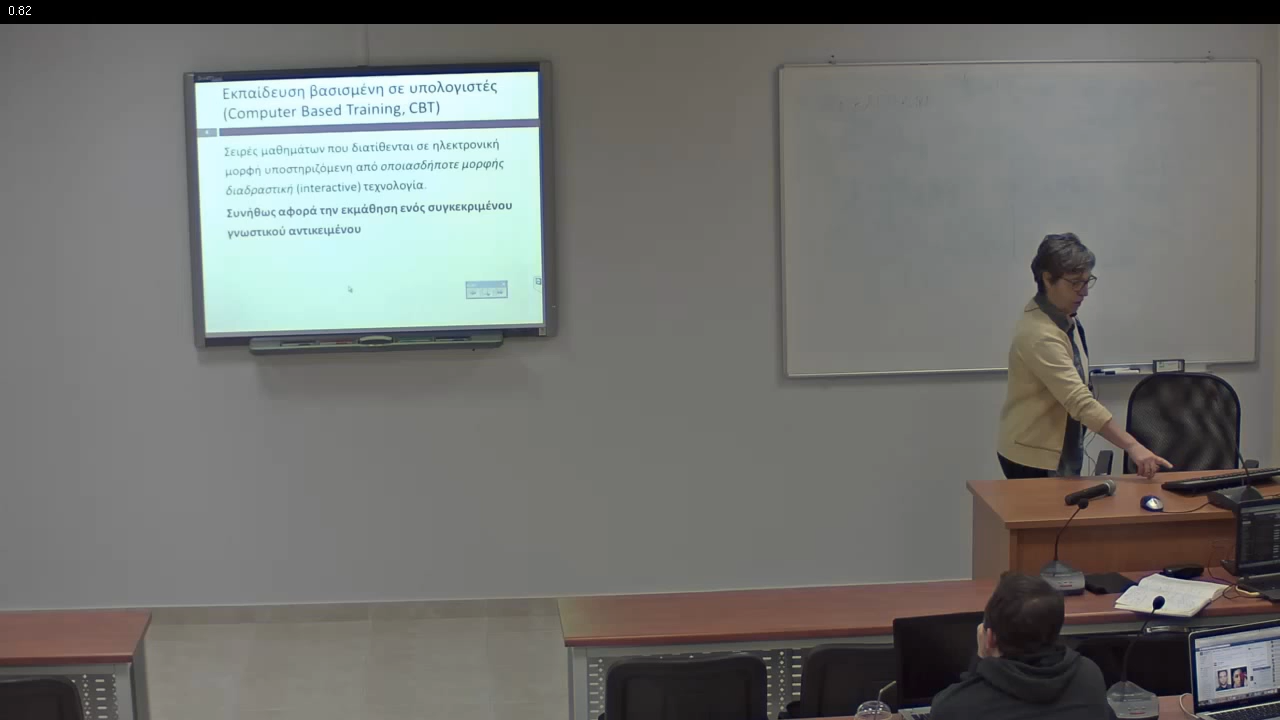 0.82
Εκπαίδευση βασισμένη σε υπολογιστές
(Computer Based Training, CBT)
Σειρές μαθημάτων που διατίθενται σε ηλεκτρονική
μορφή υποστηριζόμενη από οποιασδήποτε μορφής
διαδραστική (interactive) τεχνολογία.
Συνήθως αφορά την εκμάθηση ενός συγκεκριμένου
γνωστικού αντικειμένου